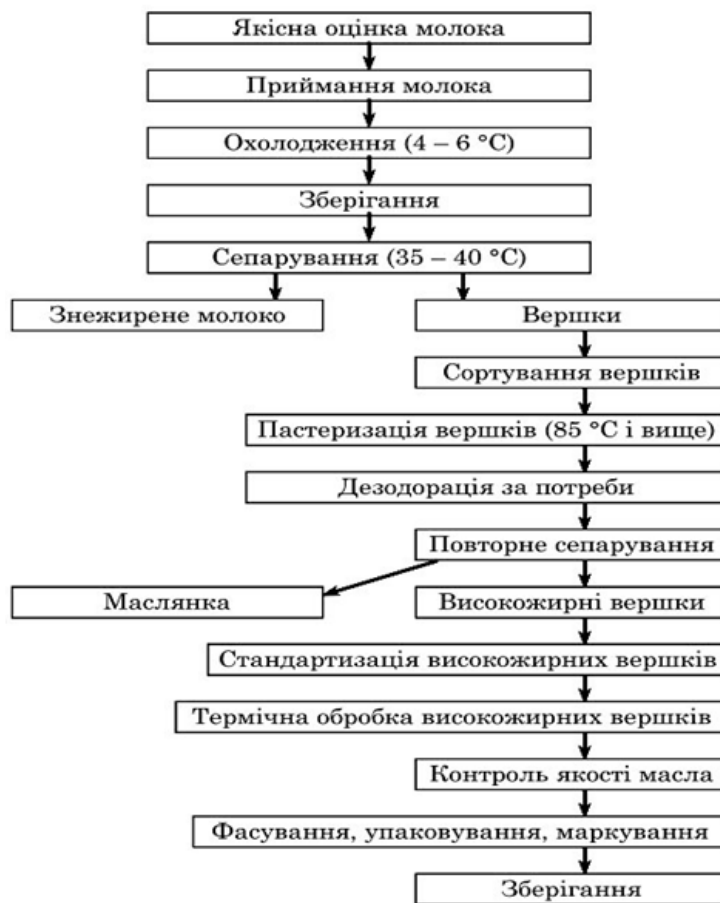 Якісна оцінка молока
Приймання молока
Охолодження (4 – 6 °С)
Зберігання
Сепарування (35 – 40 °С)
Знежирене молоко
Вершки
Сортування вершків
Пастеризація вершків (85 °С і вище)
Дезодорація за потреби
Повторне сепарування
Маслянка
Високожирні вершки
Стандартизація високожирних вершків
Термічна обробка високожирних вершків
Контроль якості масла
Фасування, упаковування, маркування
Зберігання